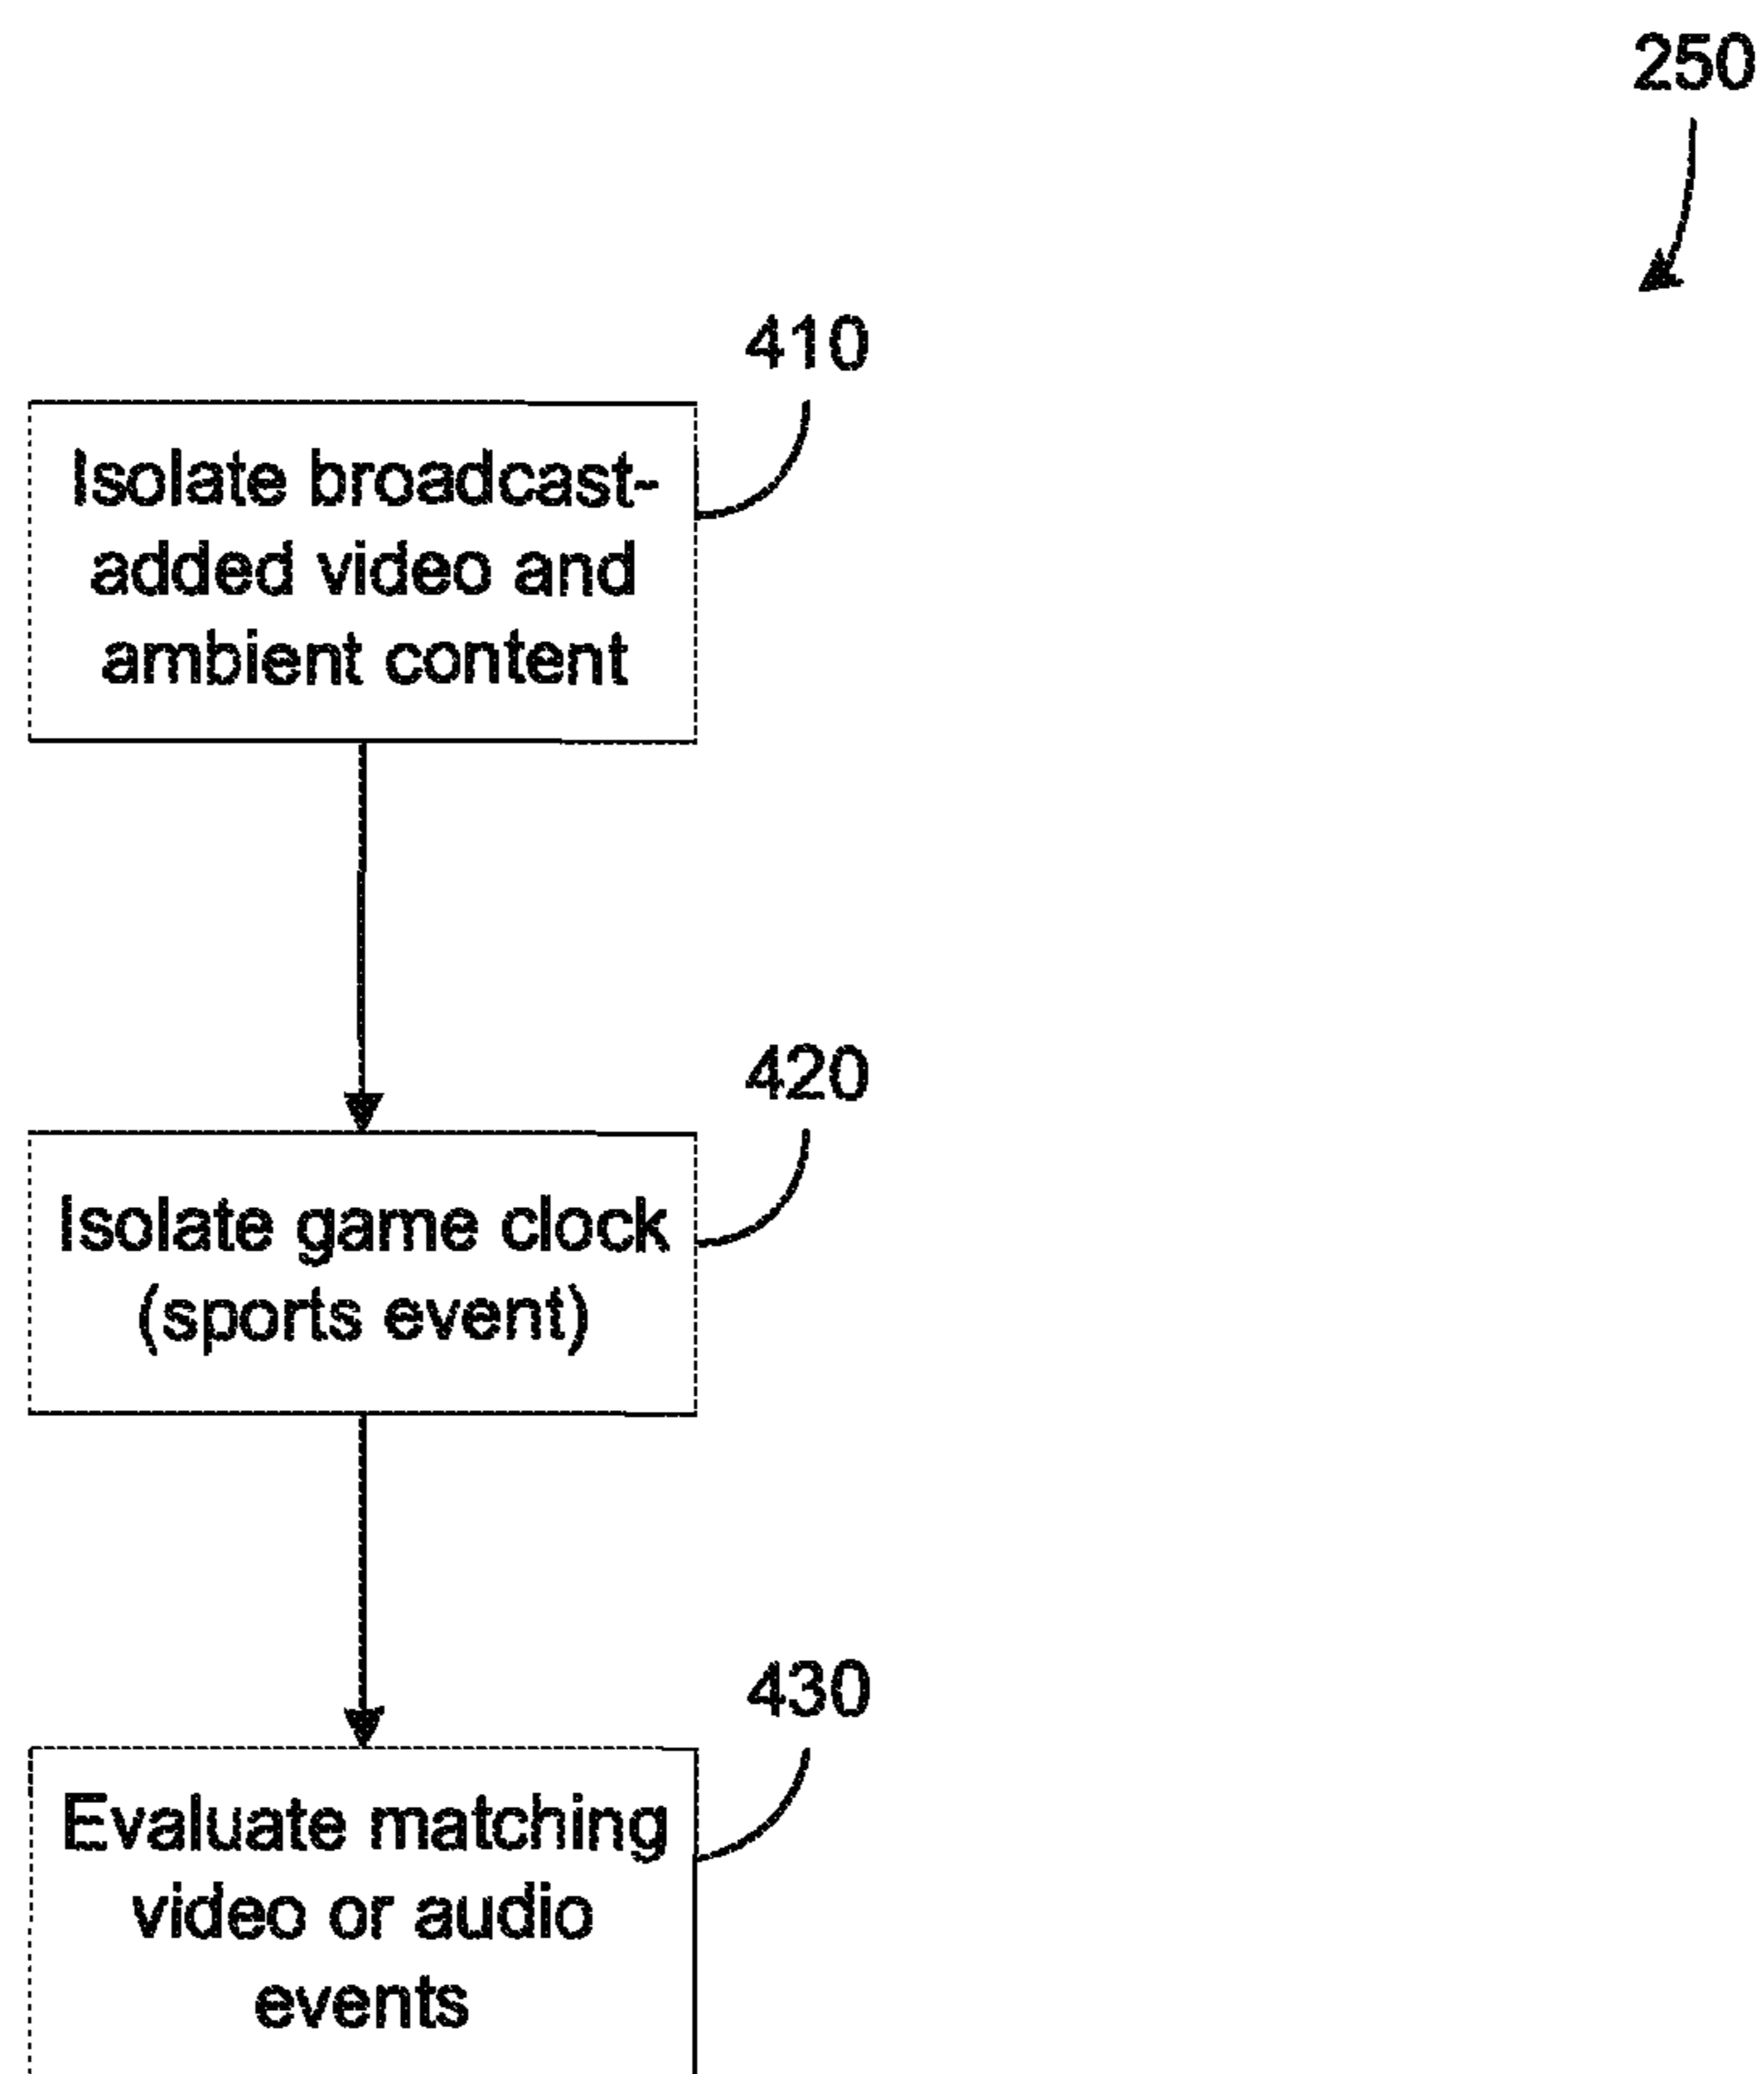 250
410
Isolate broadcast-
added video and
ambient content
420
Isolate game clock
(sports event)
430
Evaluate matching
video or audio
events